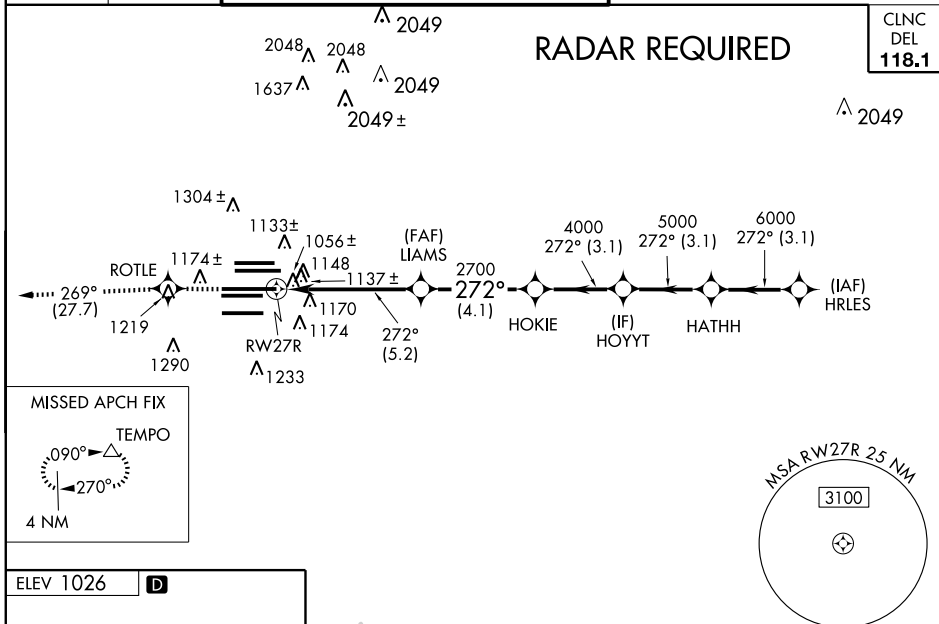 2049
CLNC
DEL
118.1
RADAR REQUIRED
2048
2048
1637
2049
2049 ±
2049
1304 ±
1133±
1056 ±
1148
1137 ±
1174±
ROTLE
269°
(27.7)
1219
1170
1174
RW27R
1290
1233
272°
(5.2)
(FAF)
LIAMS
2700
272°
(4.1)
HOKIE
4000
272° (3.1)
(IF)
HOYYT
5000
272° (3.1)
HATHH
6000
272° (3.1)
(IAF)
HRLES
MISSED APCH FIX
TEMPO
090°
270°
4 NM
MSA RW27R 25 NM
3100
ELEV 1026
D